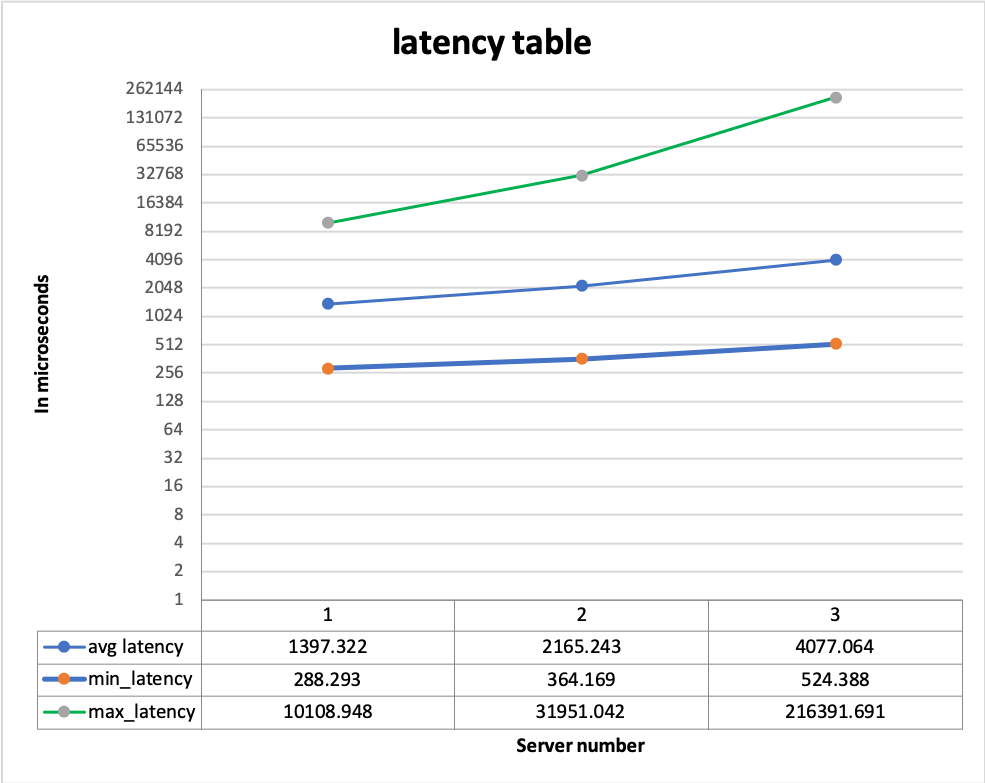 latency table
262144
131072
65536
32768
16384
8192
4096
2048
1024
512
256
128
64
32
16
8
4
2
1
In microseconds
1 2 3
avg latency 1397.322 2165.243 4077.064
min_latency 288.293 364.169 524.388
max_latency 10108.948 31951.042 216391.691
Server number